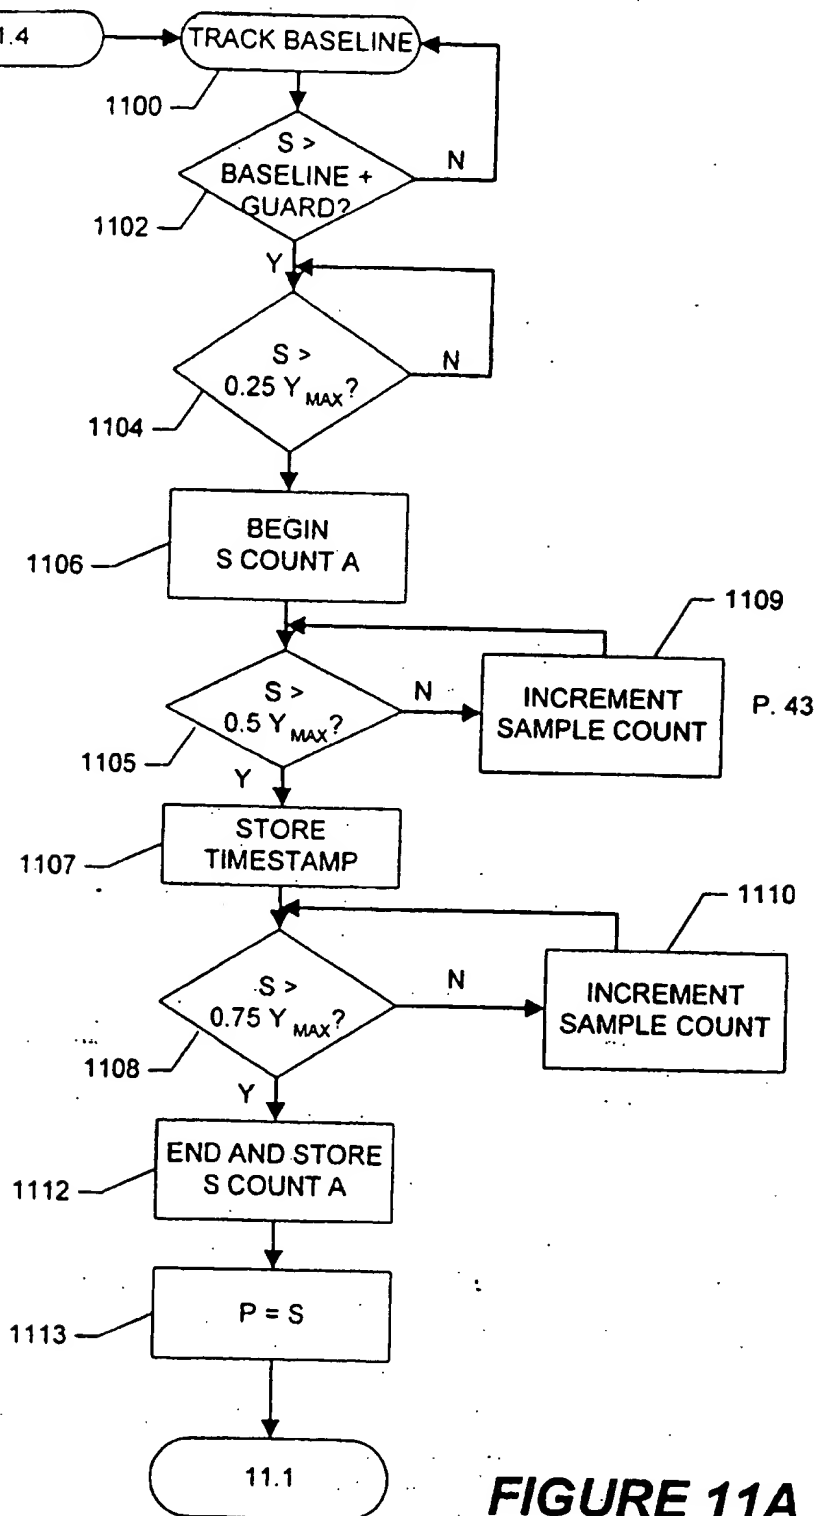 1.4
TRACK BASELINE
1100
S >
BASELINE +
GUARD?
N
1102
Y
S >
0.25 Y MAX?
N
1104
BEGIN
S COUNT A
1106
1109
S >
0.5 Y MAX?
N
INCREMENT
SAMPLE COUNT
P. 43
1105
Y
STORE
TIMESTAMP
1107
1110
S >
0.75 Y MAX?
N
INCREMENT
SAMPLE COUNT
1108
Y
END AND STORE
S COUNT A
1112
P = S
1113
11.1
FIGURE 11A